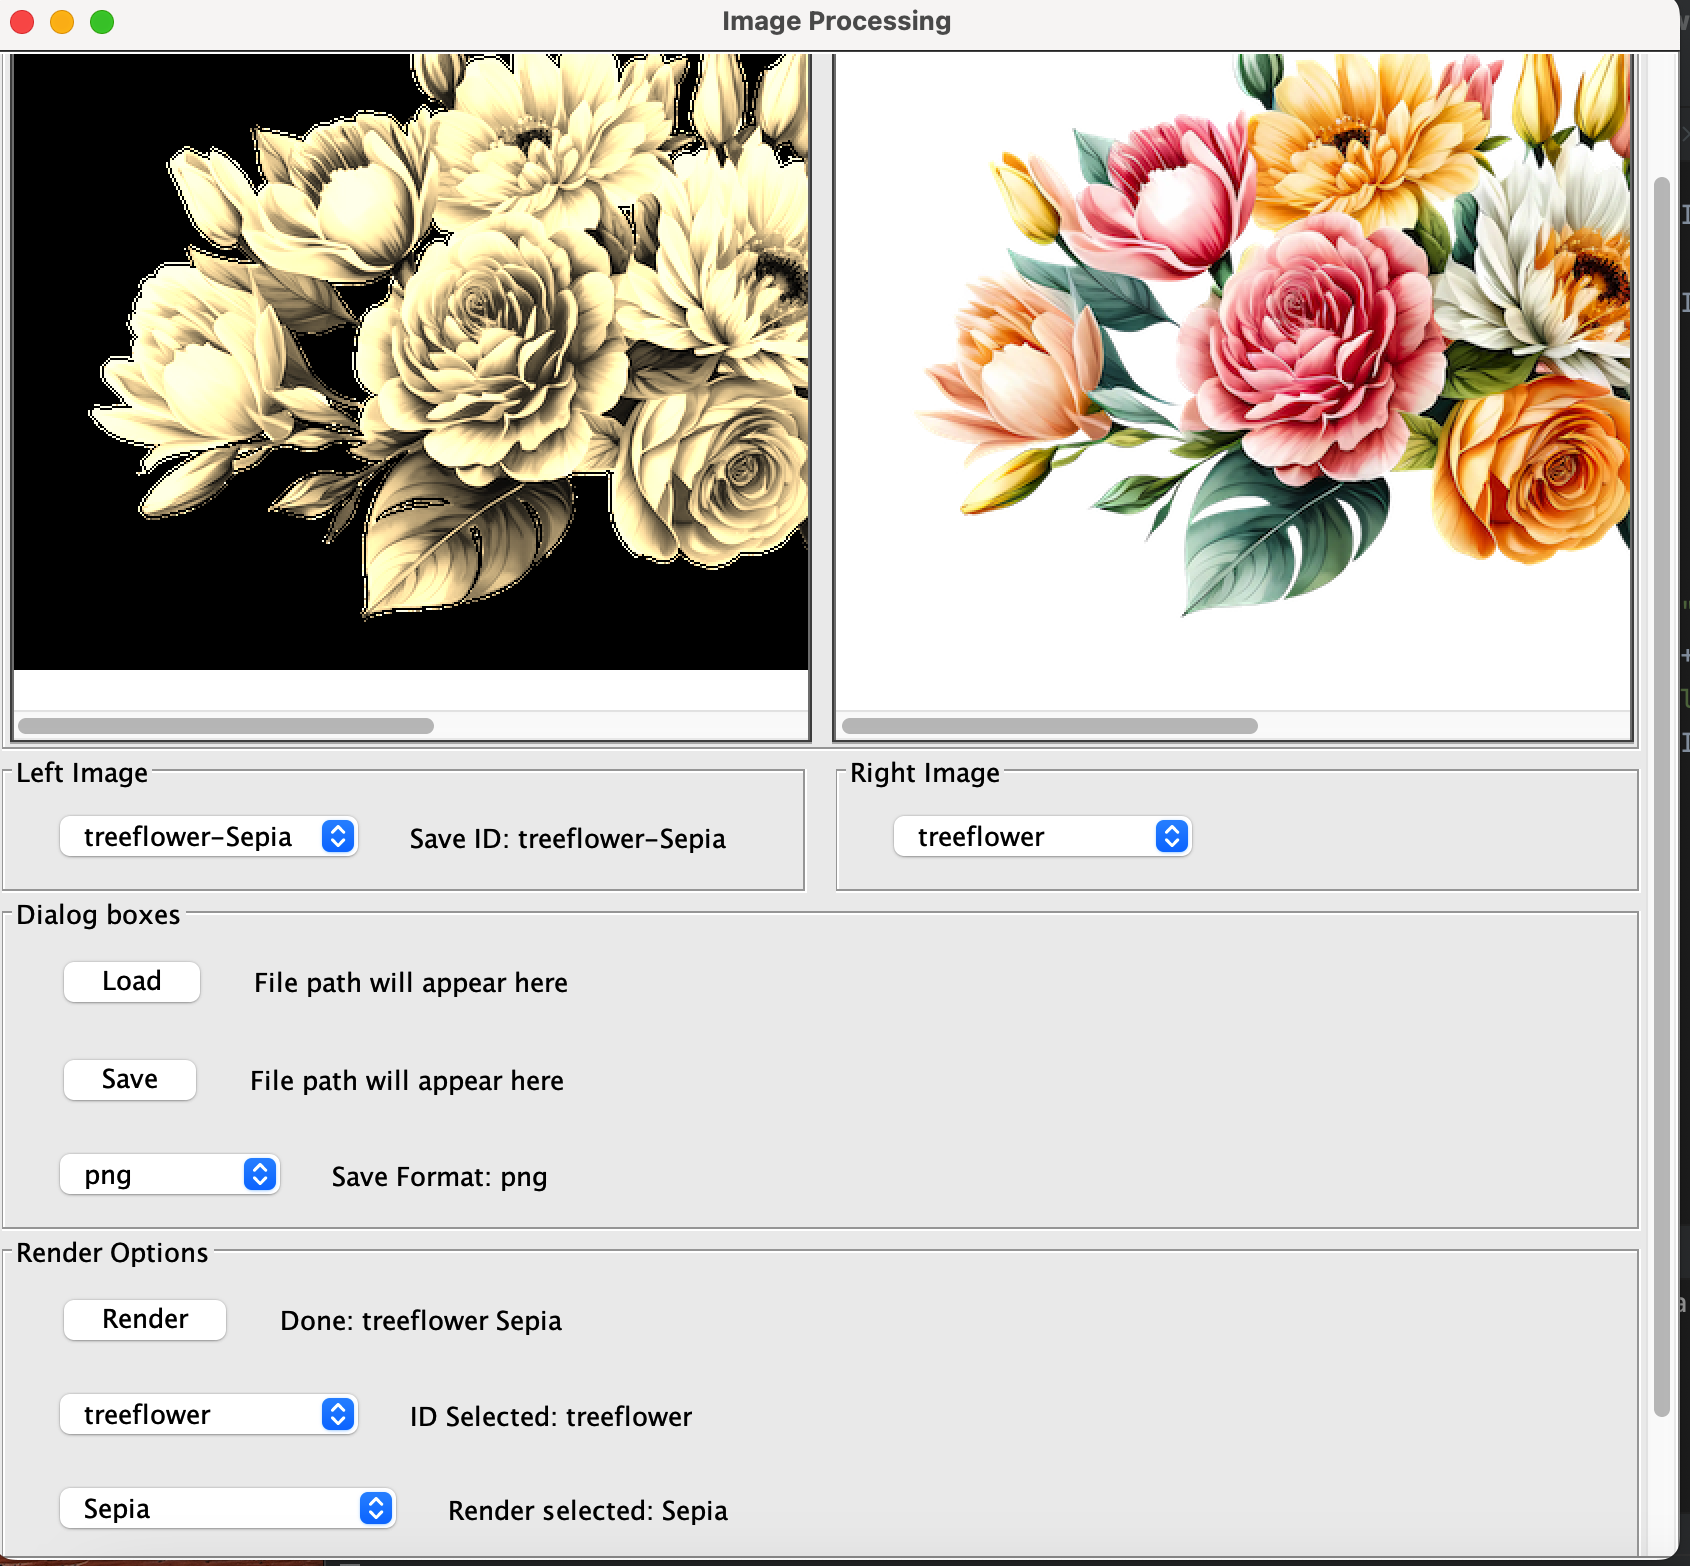 Image Processing
Left Image
Right Image
treeflower-Sepia
Save ID: treeflower-Sepia
treeflower
Dialog boxes
Load
File path will appear here
Save
File path will appear here
png
Save Format: png
Render Options
Render
Done: treeflower Sepia
treeflower
ID Selected: treeflower
Sepia
Render selected: Sepia